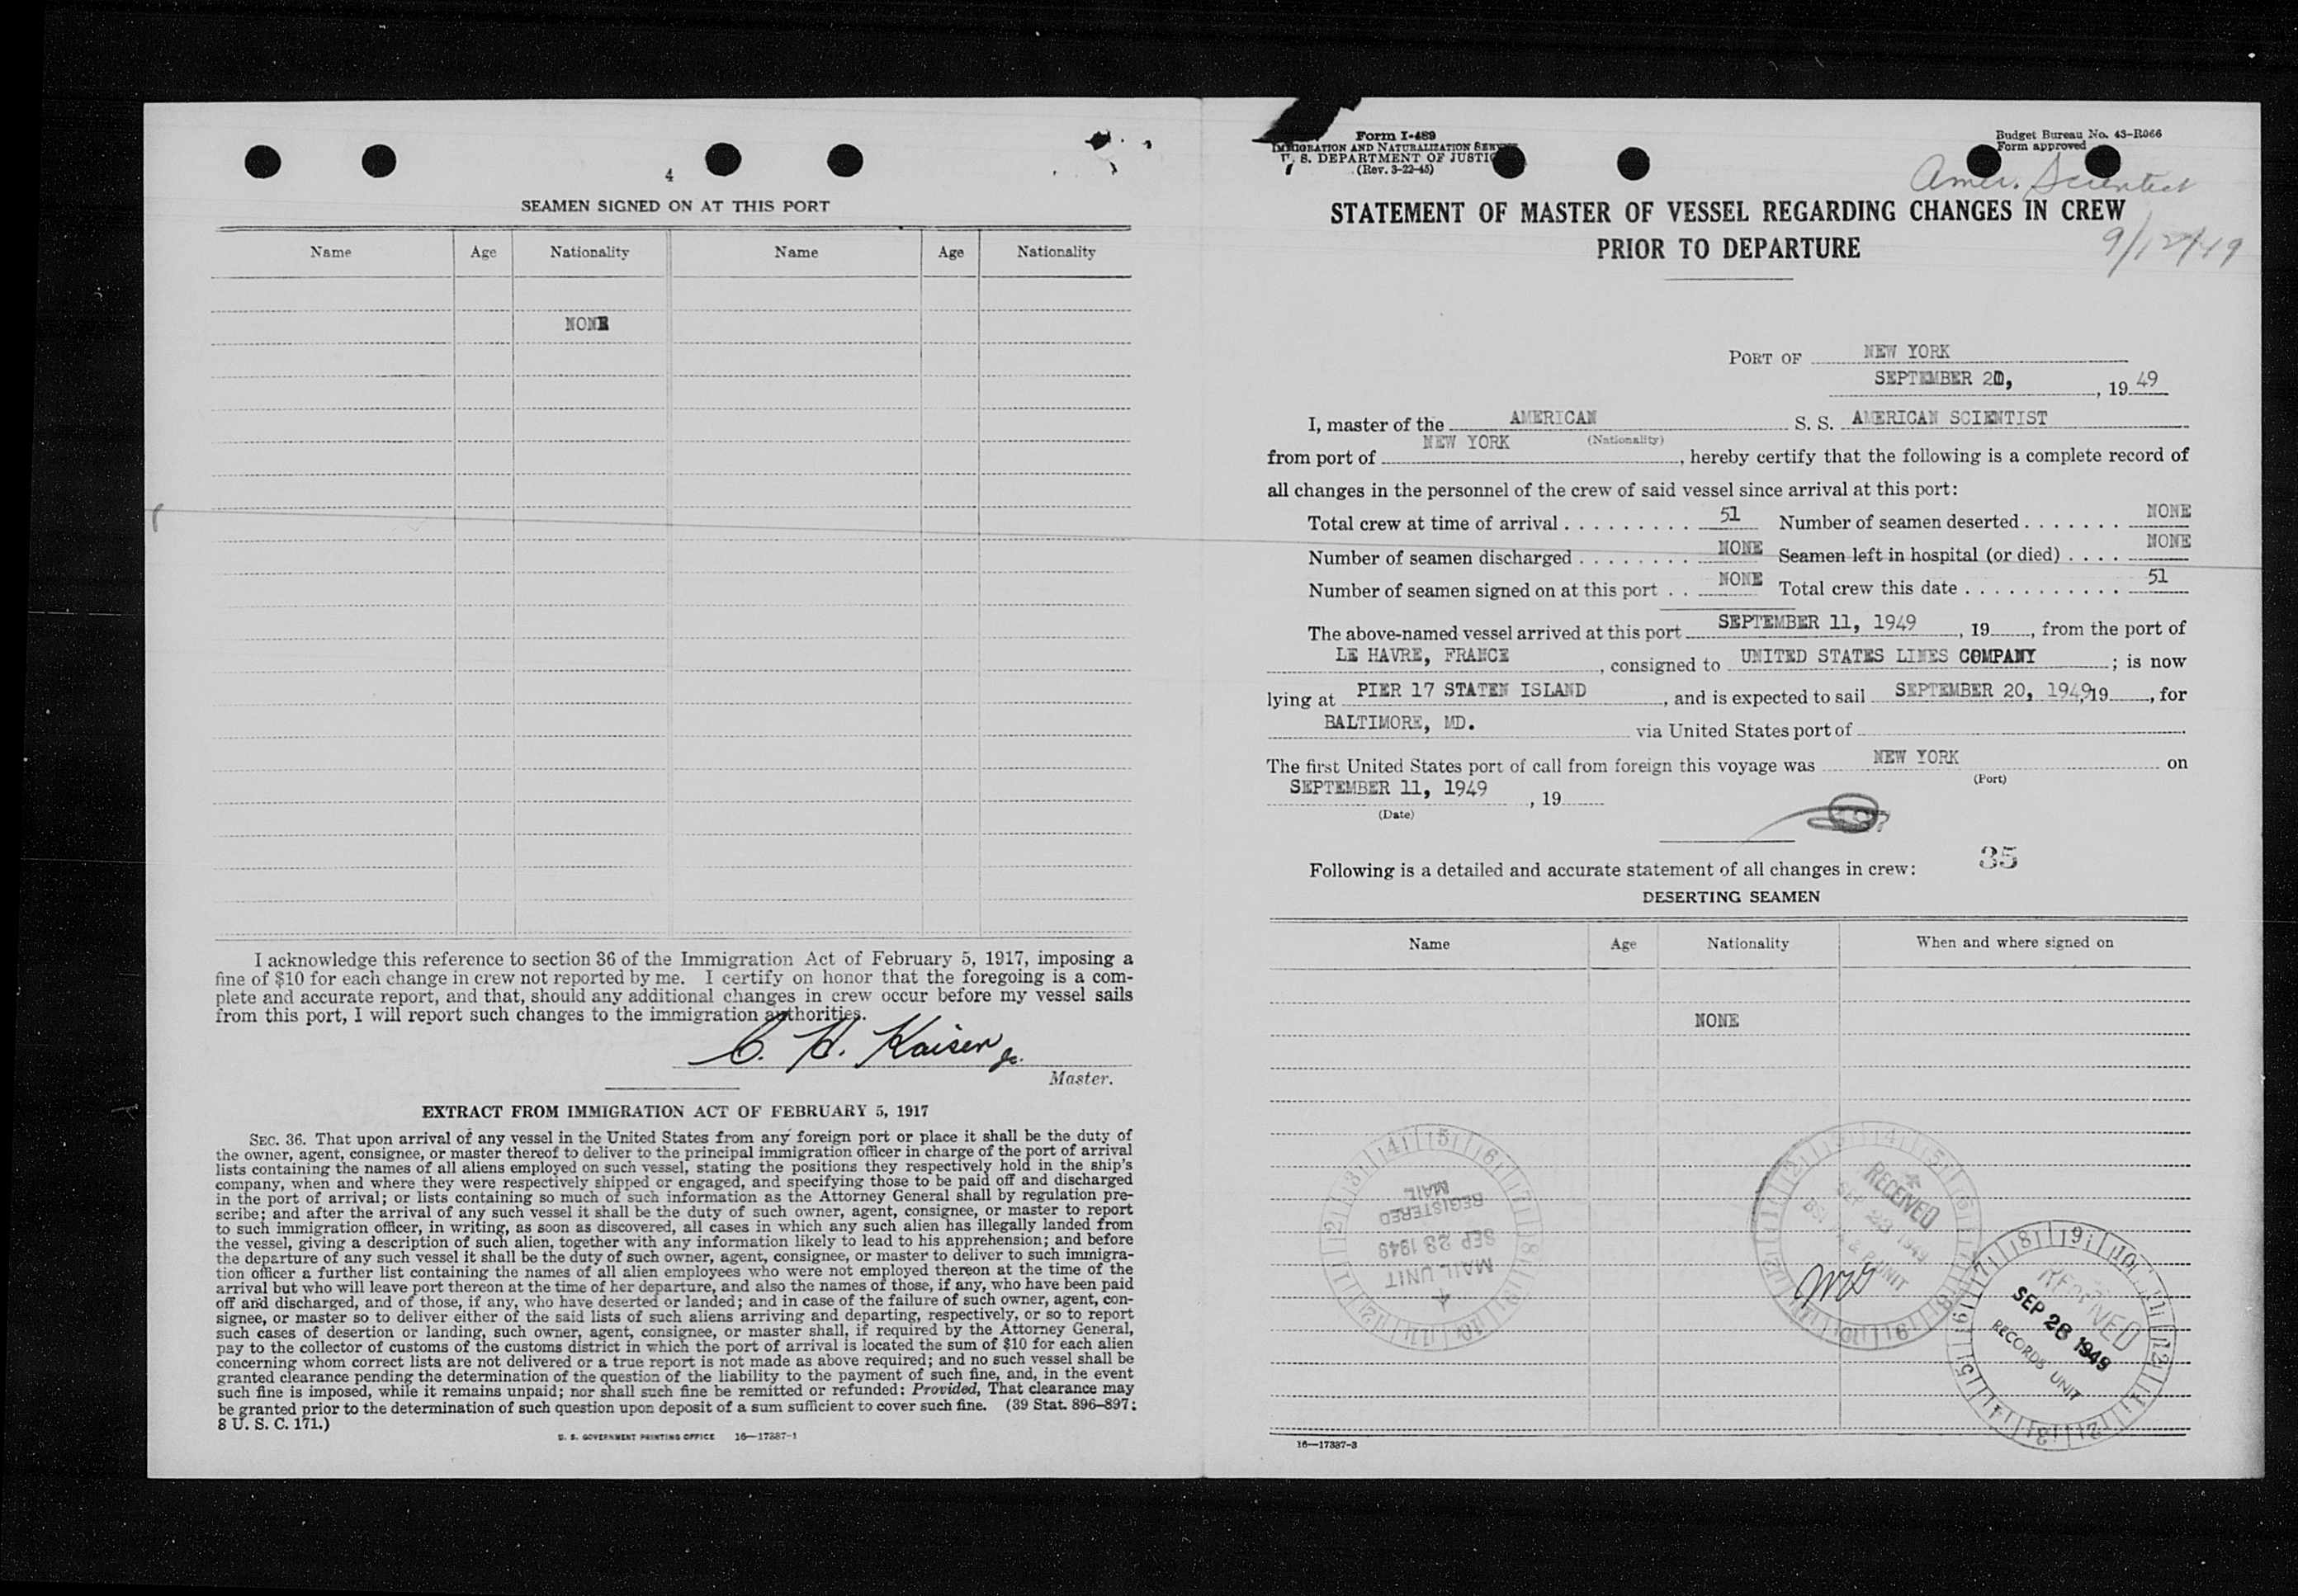 4
SEAMEN SIGNED ON AT THIS PORT
Name Age Nationality Name Age Nationality
NONE
I acknowledge this reference to section 36 of the Immigration Act of February 5, 1917, imposing a
fine of $10 for each change in crew not reported by me. I certify on honor that the foregoing is a com-
plete and accurate report, and that, should any additional changes in crew occur before my vessel sails
from this port, I will report such changes to the immigration authorities.
C. H. Kaiser Jr.
Master.
EXTRACT FROM IMMIGRATION ACT OF FEBRUARY 5, 1917
SEC. 36. That upon arrival of any vessel in the United States from any foreign port or place it shall be the duty of
the owner, agent, consignee, or master thereof to deliver to the principal immigration officer in charge of the port of arrival
lists containing the names of all aliens employed on such vessel, stating the positions they respectively hold in the ship's
company, when and where they were respectively shipped or engaged, and specifying those to be paid off and discharged
in the port of arrival; or lists containing so much of such information as the Attorney General shall by regulation pre-
scribe; and after the arrival of any such vessel it shall be the duty of such owner, agent, consignee, or master to report
to such immigration officer, in writing, as soon as discovered, all cases in which any such alien has illegally landed from
the vessel, giving a description of such alien, together with any information likely to lead to his apprehension; and before
the departure of any such vessel it shall be the duty of such owner, agent, consignee, or master to deliver to such immigra-
tion officer a further list containing the names of all alien employees who were not employed thereon at the time of the
arrival but who will leave port thereon at the time of her departure, and also the names of those, if any, who have been paid
off and discharged, and of those, if any, who have deserted or landed; and in case of the failure of such owner, agent, con-
signee, or master so to deliver either of the said lists of such aliens arriving and departing, respectively, or so to report
such cases of desertion or landing, such owner, agent, consignee, or master shall, if required by the Attorney General,
pay to the collector of customs of the customs district in which the port of arrival is located the sum of $10 for each alien
concerning whom correct lists are not delivered or a true report is not made as above required; and no such vessel shall be
granted clearance pending the determination of the question of the liability to the payment of such fine, and, in the event
such fine is imposed, while it remains unpaid; nor shall such fine be remitted or refunded: Provided, That clearance may
be granted prior to the determination of such question upon deposit of a sum sufficient to cover such fine. (39 Stat. 896–897;
8 U. S. C. 171.)
U. S. GOVERNMENT PRINTING OFFICE 16—17387-1
Form I-489
IMMIGRATION AND NATURALIZATION SERVICE
U. S. DEPARTMENT OF JUSTICE
(Rev. 3-22-45)
Budget Bureau No. 43-R066
Form approved
Amer. Scientist
STATEMENT OF MASTER OF VESSEL REGARDING CHANGES IN CREW
PRIOR TO DEPARTURE
9/12/49
PORT OF NEW YORK
SEPTEMBER 20, , 19 49
I, master of the AMERICAN S. S. AMERICAN SCIENTIST
(Nationality)
from port of NEW YORK , hereby certify that the following is a complete record of
all changes in the personnel of the crew of said vessel since arrival at this port:
Total crew at time of arrival . . . . . . . . . 51 Number of seamen deserted . . . . . . . NONE
Number of seamen discharged . . . . . . . . NONE Seamen left in hospital (or died) . . . . NONE
Number of seamen signed on at this port . . NONE Total crew this date . . . . . . . . . . . 51
The above-named vessel arrived at this port SEPTEMBER 11, 1949 , 19 , from the port of
LE HAVRE, FRANCE , consigned to UNITED STATES LINES COMPANY ; is now
lying at PIER 17 STATEN ISLAND , and is expected to sail SEPTEMBER 20, 1949, 19 , for
BALTIMORE, MD. via United States port of
The first United States port of call from foreign this voyage was NEW YORK on
(Port)
SEPTEMBER 11, 1949 , 19
(Date)
Following is a detailed and accurate statement of all changes in crew: 35
DESERTING SEAMEN
Name Age Nationality When and where signed on
NONE
REGISTERED MAIL
SEP 28 1949
MAIL UNIT
RECEIVED
SEP 28 1949
UNIT
RECEIVED
SEP 28 1949
RECORDS UNIT
16—17387-3